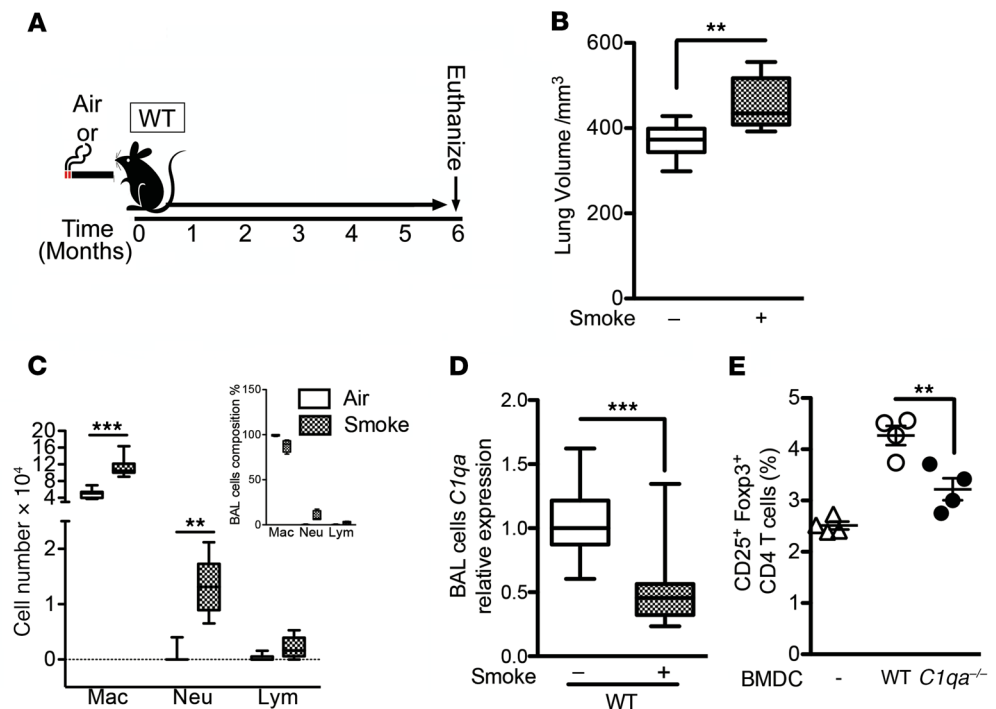 A
Air
or
WT
Euthanize
Time
(Months)
0 1 2 3 4 5 6
B
**
Lung Volume /mm3
600
400
200
0
Smoke – +
C
Cell number × 104
20
16
12
8
4
2
1
0
***
**
Mac Neu Lym
BAL cells composition %
150
100
50
0
Mac Neu Lym
Air
Smoke
D
BAL cells C1qa
relative expression
2.0
1.5
1.0
0.5
0.0
***
Smoke – +
WT
E
CD25+ Foxp3+
CD4 T cells (%)
5
4
3
2
1
0
**
BMDC - WT C1qa–/–